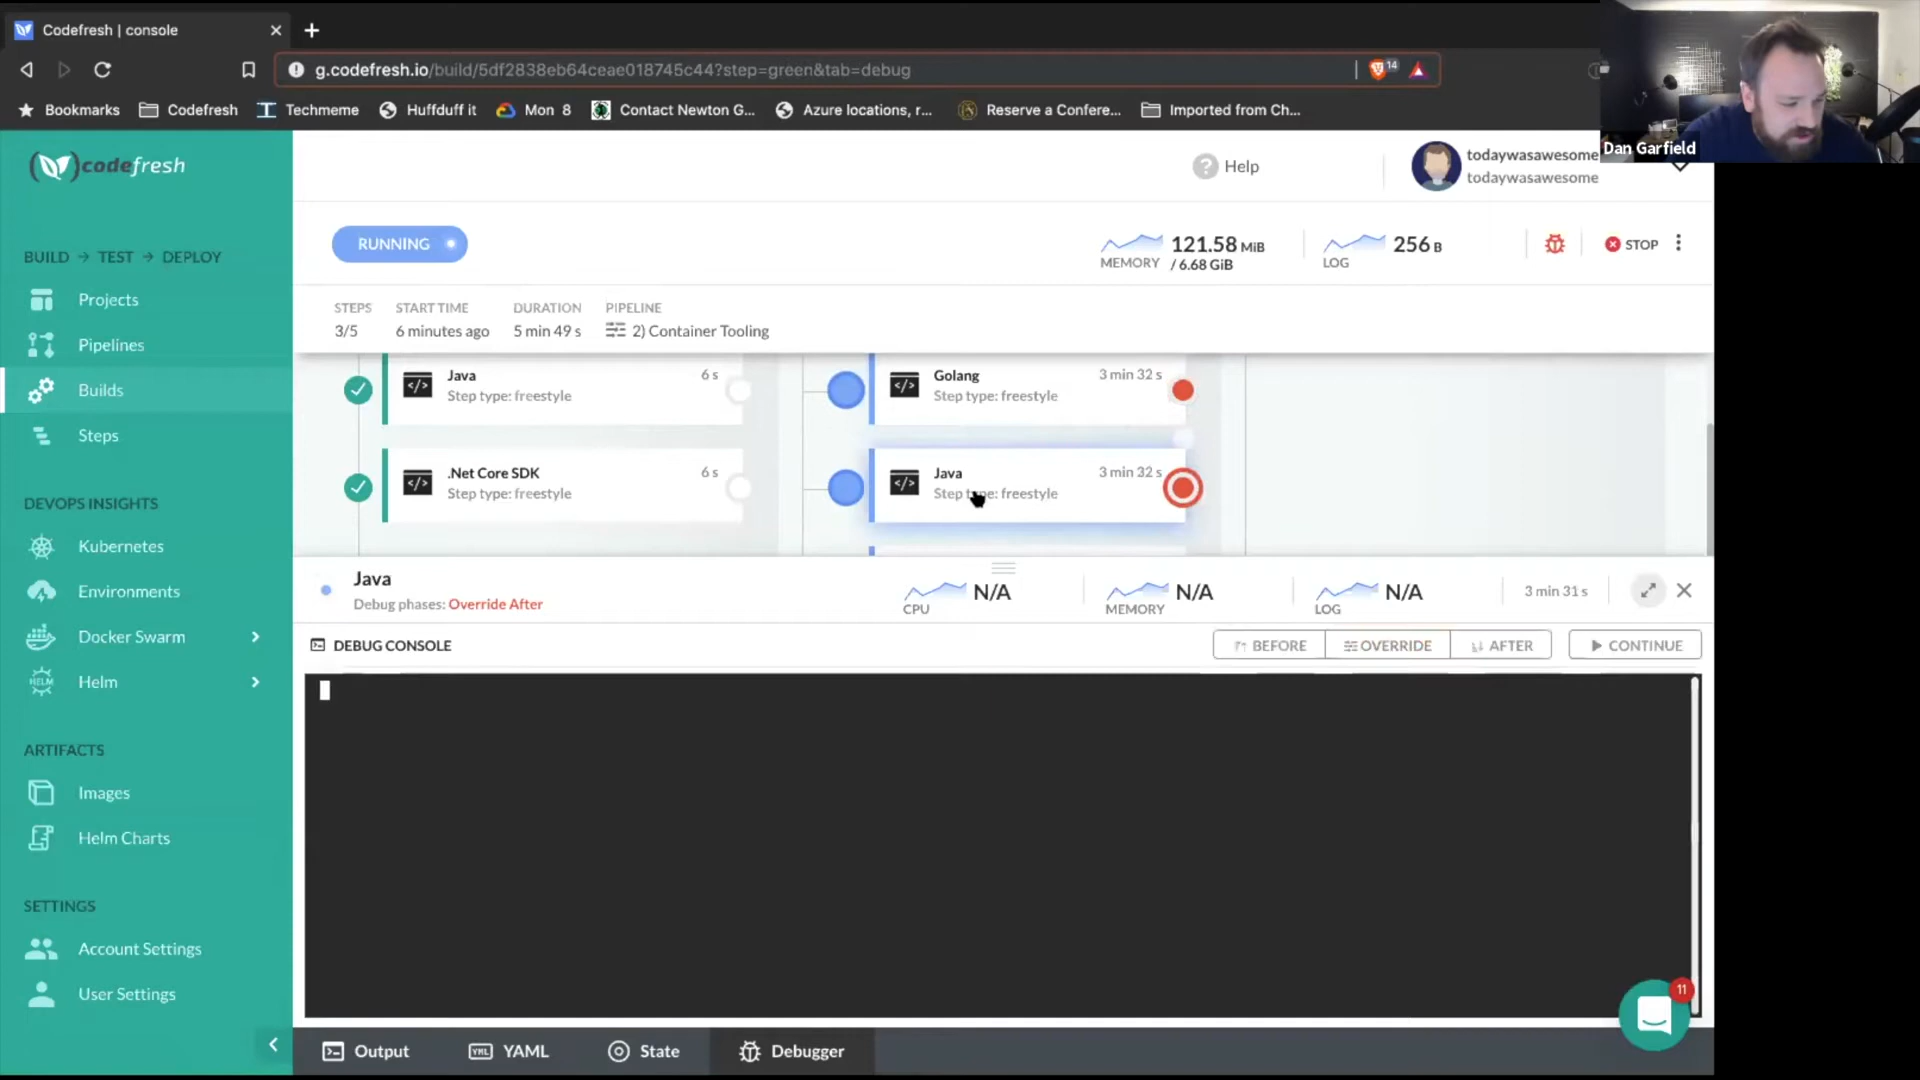 Codefresh | console
g.codefresh.io/build/5df2838eb64ceae018745c44?step=green&tab=debug
14
Bookmarks Codefresh Techmeme Huffduff it Mon 8 Contact Newton G... Azure locations, r... Reserve a Confere... Imported from Ch...
Dan Garfield
codefresh
Help
todaywasawesome
todaywasawesome
BUILD → TEST → DEPLOY
Projects
Pipelines
Builds
Steps
DEVOPS INSIGHTS
Kubernetes
Environments
Docker Swarm
HELM
Helm
ARTIFACTS
Images
Helm Charts
SETTINGS
Account Settings
User Settings
RUNNING
MEMORY
121.58 MiB
/ 6.68 GiB
LOG
256 B
STOP
STEPS START TIME DURATION PIPELINE
3/5 6 minutes ago 5 min 49 s 2) Container Tooling
Java 6 s
Step type: freestyle
Golang 3 min 32 s
Step type: freestyle
.Net Core SDK 6 s
Step type: freestyle
Java 3 min 32 s
Step type: freestyle
Java
Debug phases: Override After
CPU N/A
MEMORY N/A
LOG N/A
3 min 31 s
DEBUG CONSOLE
BEFORE OVERRIDE AFTER CONTINUE
11
Output
YML YAML
State
Debugger